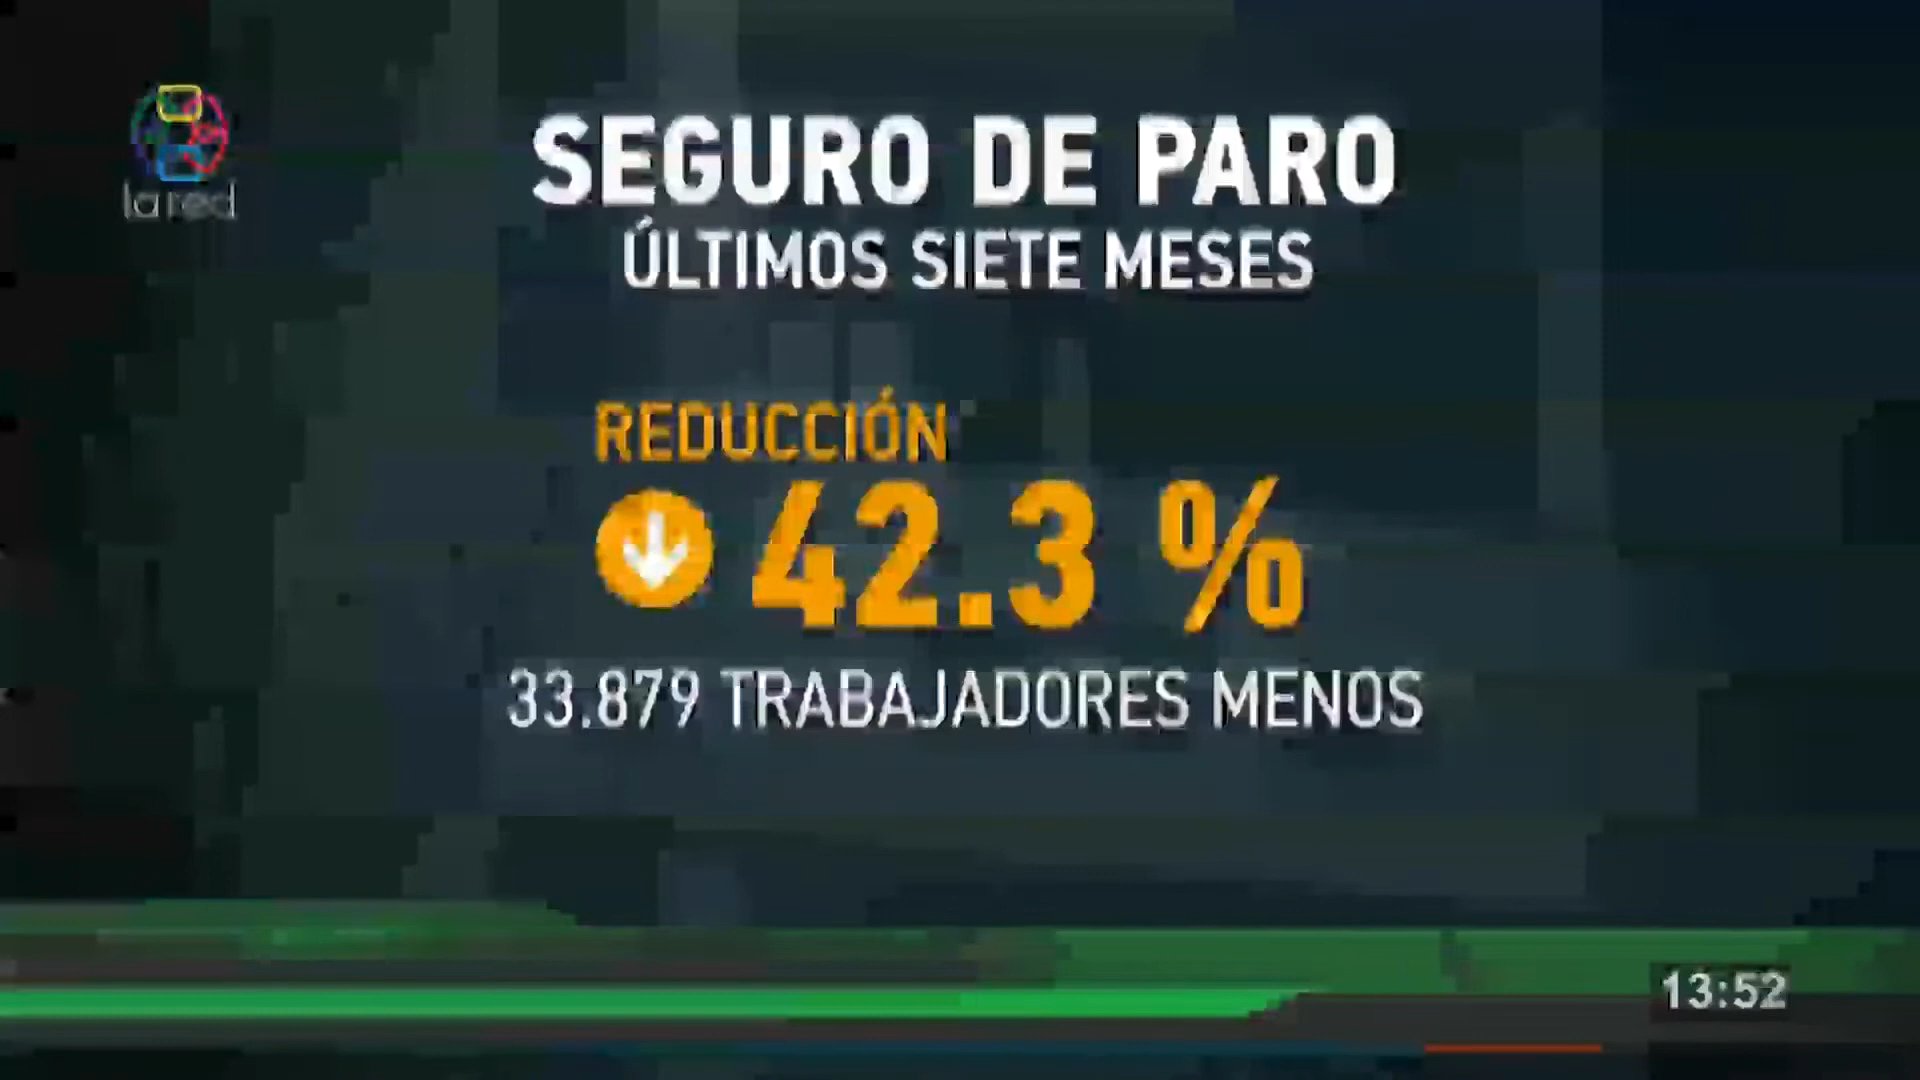 la red
SEGURO DE PARO
ÚLTIMOS SIETE MESES
REDUCCIÓN
42.3 %
33.879 TRABAJADORES MENOS
13:52